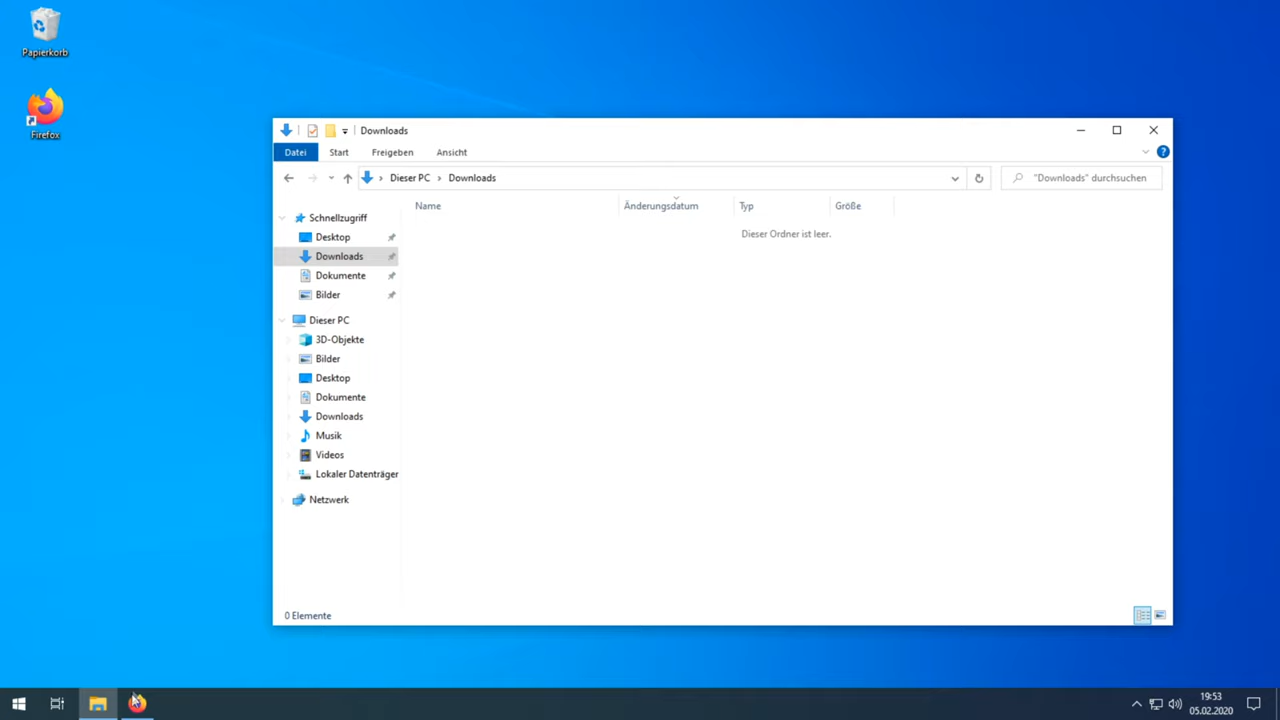 Papierkorb
Firefox
Downloads
Datei Start Freigeben Ansicht
Dieser PC Downloads "Downloads" durchsuchen
Name Änderungsdatum Typ Größe
Dieser Ordner ist leer.
Schnellzugriff
Desktop
Downloads
Dokumente
Bilder
Dieser PC
3D-Objekte
Bilder
Desktop
Dokumente
Downloads
Musik
Videos
Lokaler Datenträger
Netzwerk
0 Elemente
19:53
05.02.2020